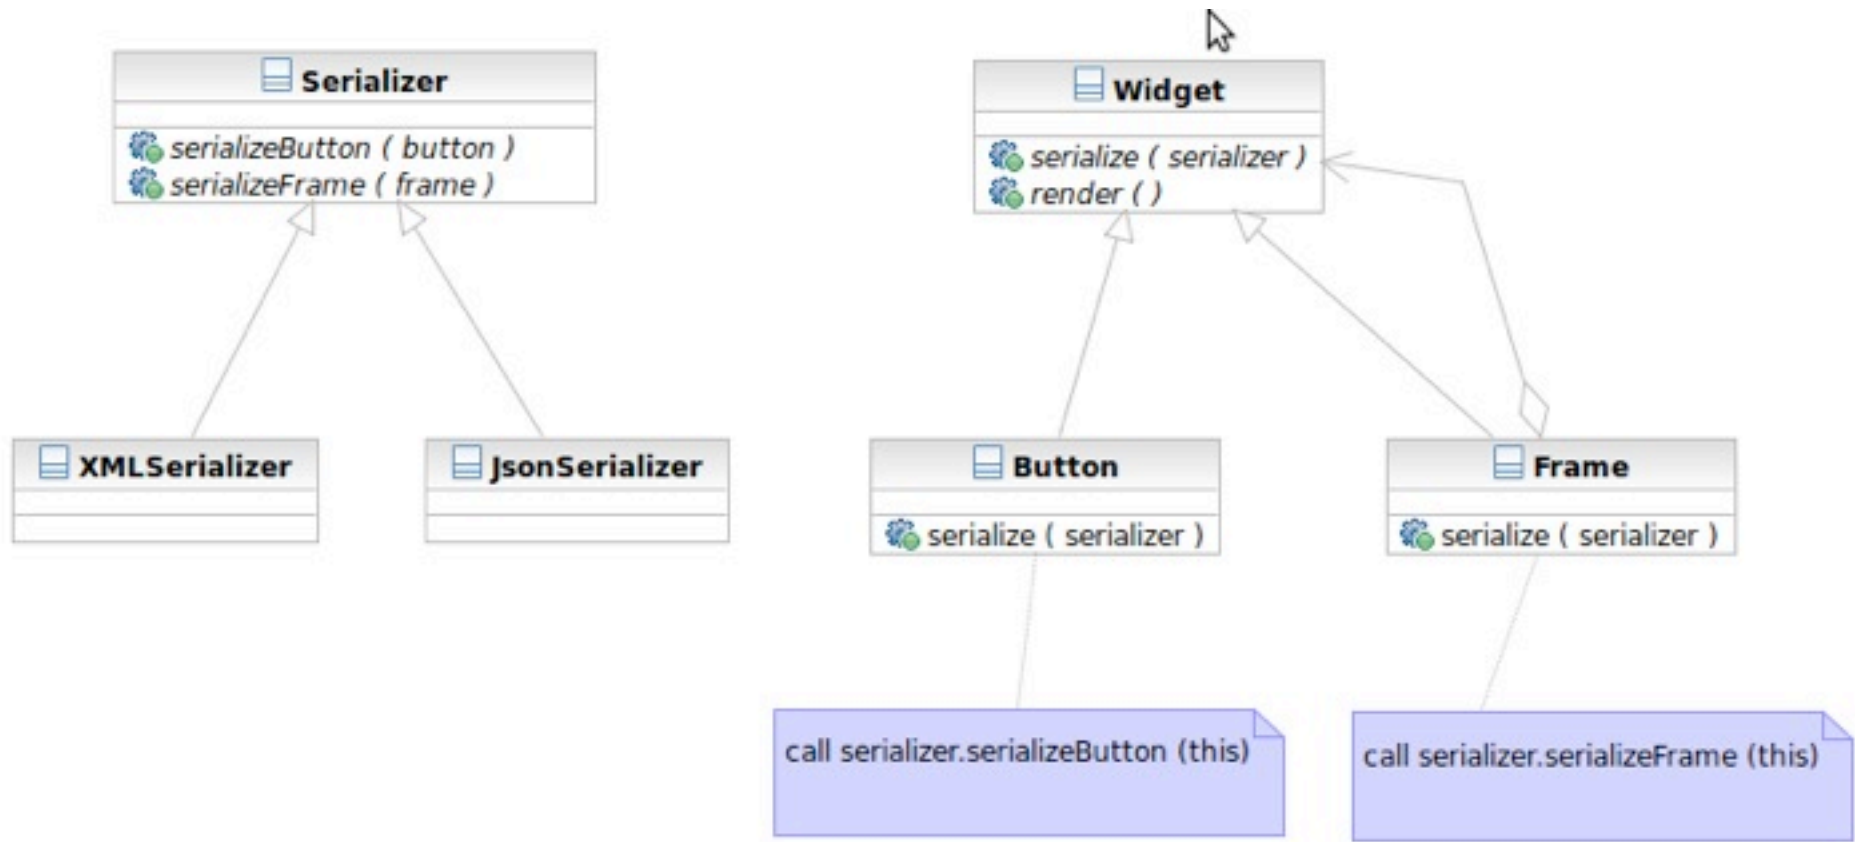 Serializer
serializeButton ( button )
serializeFrame ( frame )
Widget
serialize ( serializer )
render ( )
XMLSerializer
JsonSerializer
Button
serialize ( serializer )
Frame
serialize ( serializer )
call serializer.serializeButton (this)
call serializer.serializeFrame (this)